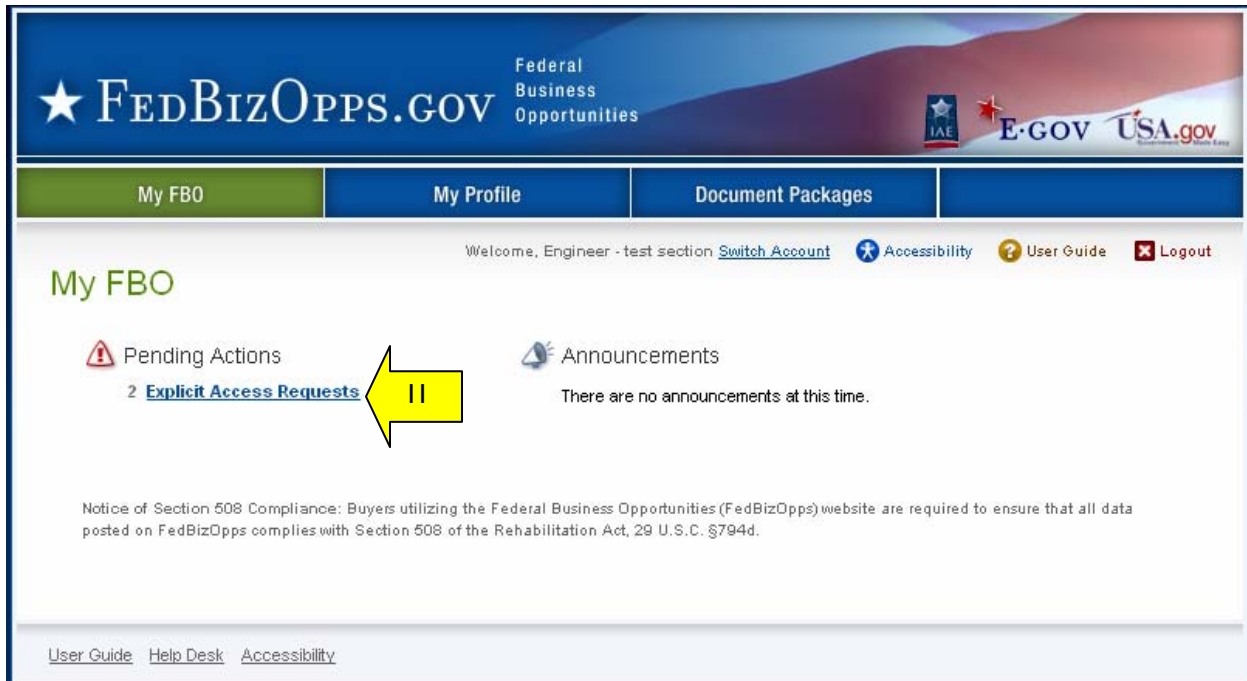 ★ FEDBIZOPPS.GOV
Federal
Business
Opportunities
IAE
E-GOV
USA.gov
My FBO
My Profile
Document Packages
Welcome, Engineer - test section Switch Account Accessibility User Guide Logout
My FBO
Pending Actions
2 Explicit Access Requests
II
Announcements
There are no announcements at this time.
Notice of Section 508 Compliance: Buyers utilizing the Federal Business Opportunities (FedBizOpps) website are required to ensure that all data
posted on FedBizOpps complies with Section 508 of the Rehabilitation Act, 29 U.S.C. §794d.
User Guide Help Desk Accessibility